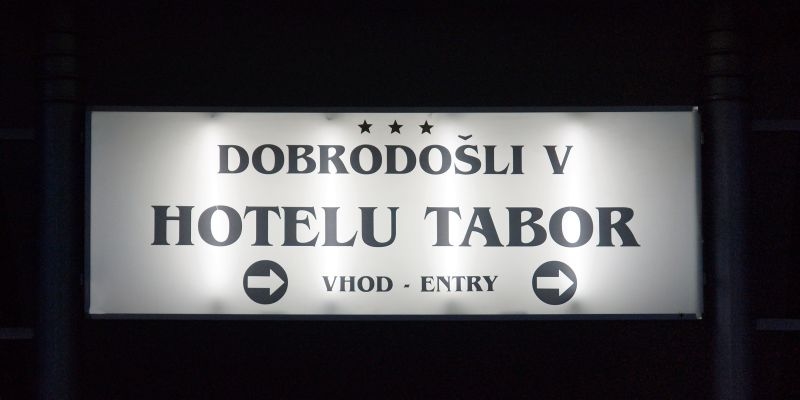 DOBRODOŠLI V
HOTELU TABOR
VHOD - ENTRY